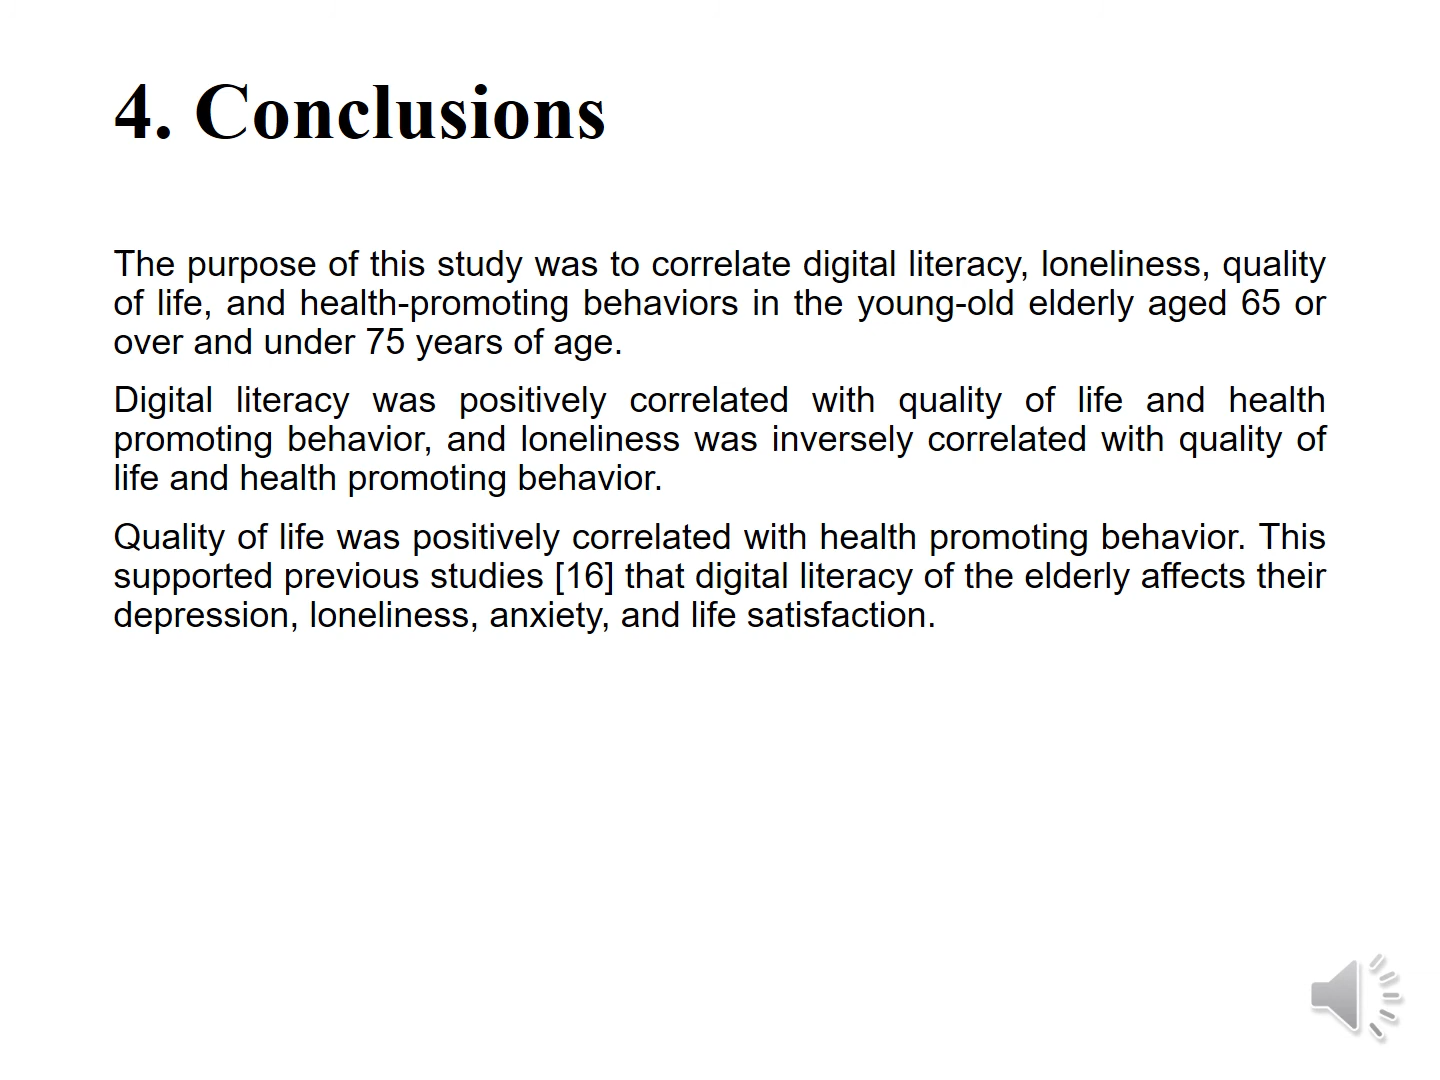 4. Conclusions
The purpose of this study was to correlate digital literacy, loneliness, quality
of life, and health-promoting behaviors in the young-old elderly aged 65 or
over and under 75 years of age.
Digital literacy was positively correlated with quality of life and health
promoting behavior, and loneliness was inversely correlated with quality of
life and health promoting behavior.
Quality of life was positively correlated with health promoting behavior. This
supported previous studies [16] that digital literacy of the elderly affects their
depression, loneliness, anxiety, and life satisfaction.